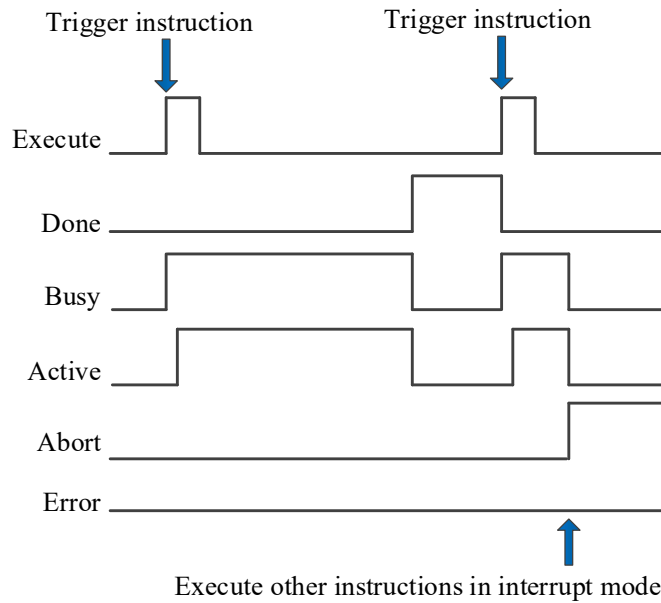 Trigger instruction
Trigger instruction
Execute
Done
Busy
Active
Abort
Error
Execute other instructions in interrupt mode